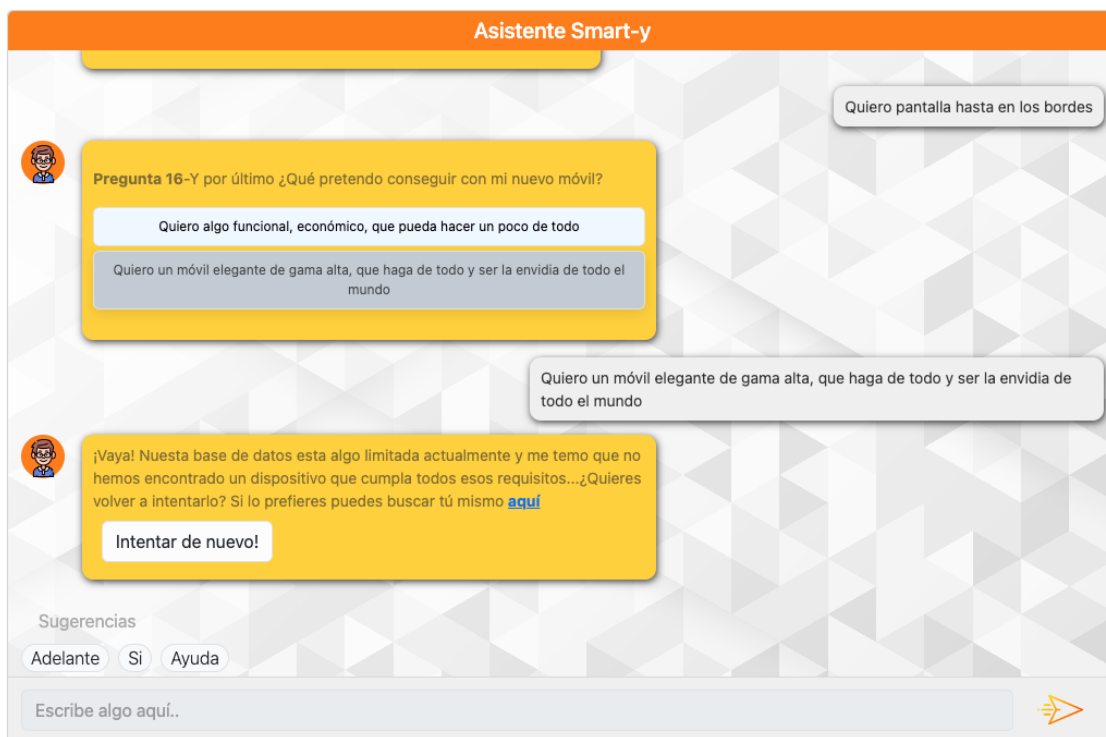 Asistente Smart-y
Quiero pantalla hasta en los bordes
Pregunta 16-Y por último ¿Qué pretendo conseguir con mi nuevo móvil?
Quiero algo funcional, económico, que pueda hacer un poco de todo
Quiero un móvil elegante de gama alta, que haga de todo y ser la envidia de todo el
mundo
Quiero un móvil elegante de gama alta, que haga de todo y ser la envidia de
todo el mundo
¡Vaya! Nuesta base de datos esta algo limitada actualmente y me temo que no
hemos encontrado un dispositivo que cumpla todos esos requisitos...¿Quieres
volver a intentarlo? Si lo prefieres puedes buscar tú mismo aquí
Intentar de nuevo!
Sugerencias
Adelante
Si
Ayuda
Escribe algo aquí..